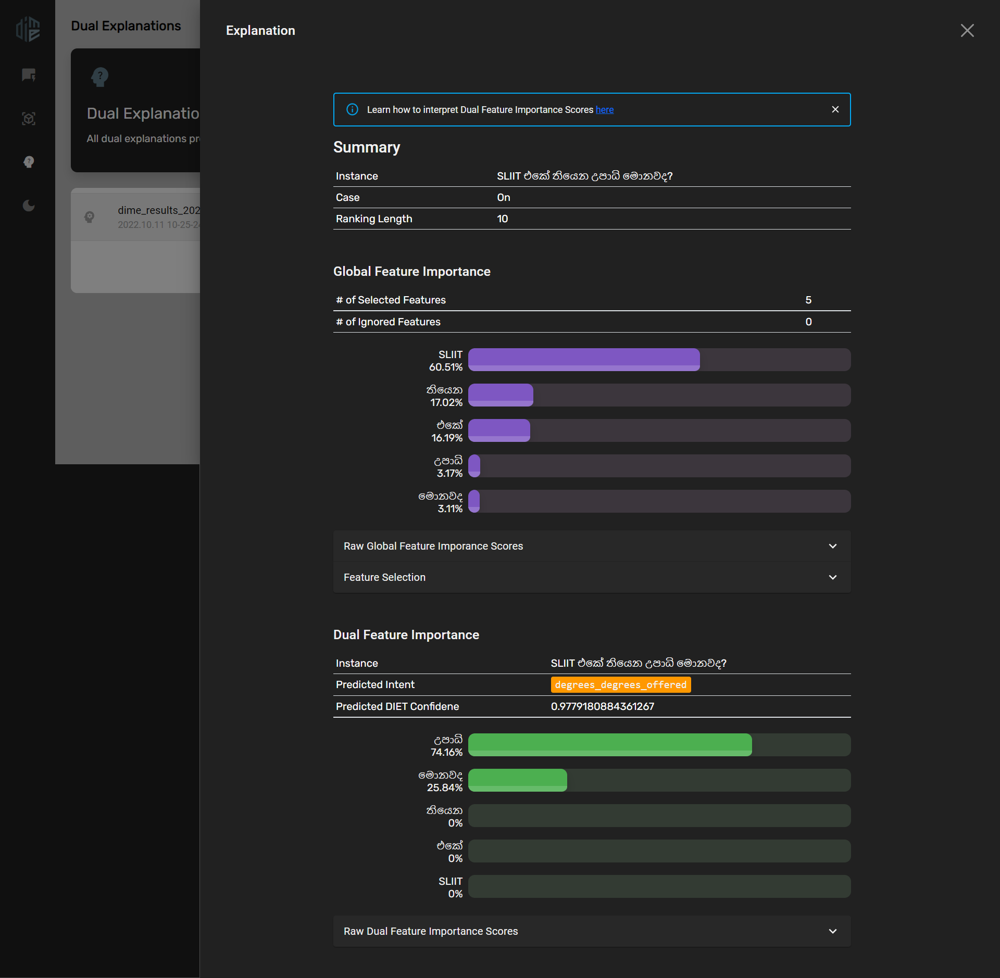 Dual Explanations
Dual Explanatio
All dual explanations pr
dime_results_202
2022.10.11 10-25-24
Explanation
Learn how to interpret Dual Feature Importance Scores here
Summary
Instance SLIIT එකේ තියෙන උපාධි මොනවද?
Case On
Ranking Length 10
Global Feature Importance
# of Selected Features 5
# of Ignored Features 0
SLIIT
60.51%
තියෙන
17.02%
එකේ
16.19%
උපාධි
3.17%
මොනවද
3.11%
Raw Global Feature Imporance Scores
Feature Selection
Dual Feature Importance
Instance SLIIT එකේ තියෙන උපාධි මොනවද?
Predicted Intent degrees_degrees_offered
Predicted DIET Confidene 0.9779180884361267
උපාධි
74.16%
මොනවද
25.84%
තියෙන
0%
එකේ
0%
SLIIT
0%
Raw Dual Feature Importance Scores